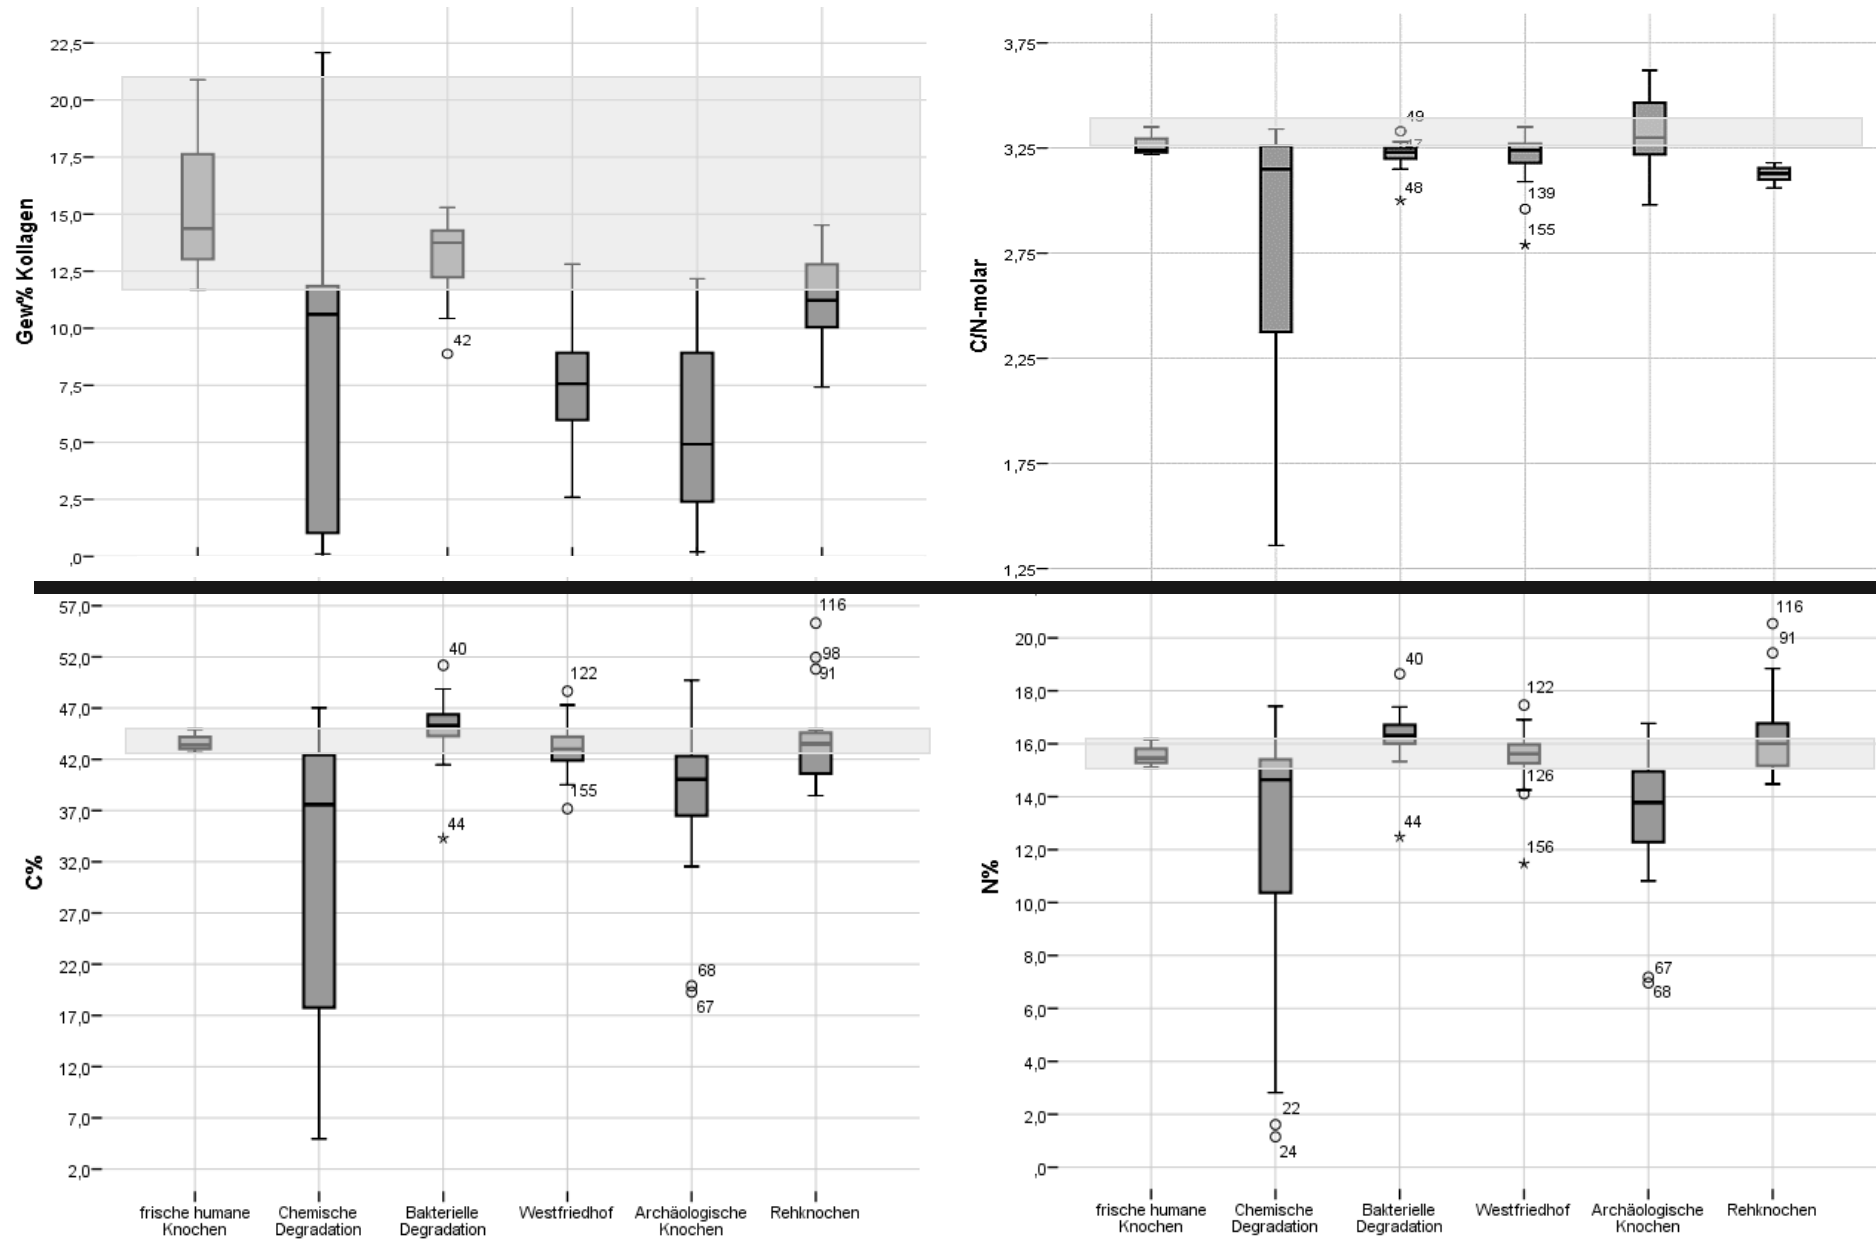 22,5
20,0
17,5
15,0
12,5
10,0
7,5
5,0
2,5
,0
Gew% Kollagen
42
3,75
3,25
2,75
2,25
1,75
1,25
C/N-molar
49
48
139
155
57,0
52,0
47,0
42,0
37,0
32,0
27,0
22,0
17,0
12,0
7,0
2,0
C%
40
44
122
155
68
67
116
98
91
frische humane
Knochen
Chemische
Degradation
Bakterielle
Degradation
Westfriedhof
Archäologische
Knochen
Rehknochen
20,0
18,0
16,0
14,0
12,0
10,0
8,0
6,0
4,0
2,0
,0
N%
22
24
40
44
122
126
156
67
68
116
91
frische humane
Knochen
Chemische
Degradation
Bakterielle
Degradation
Westfriedhof
Archäologische
Knochen
Rehknochen